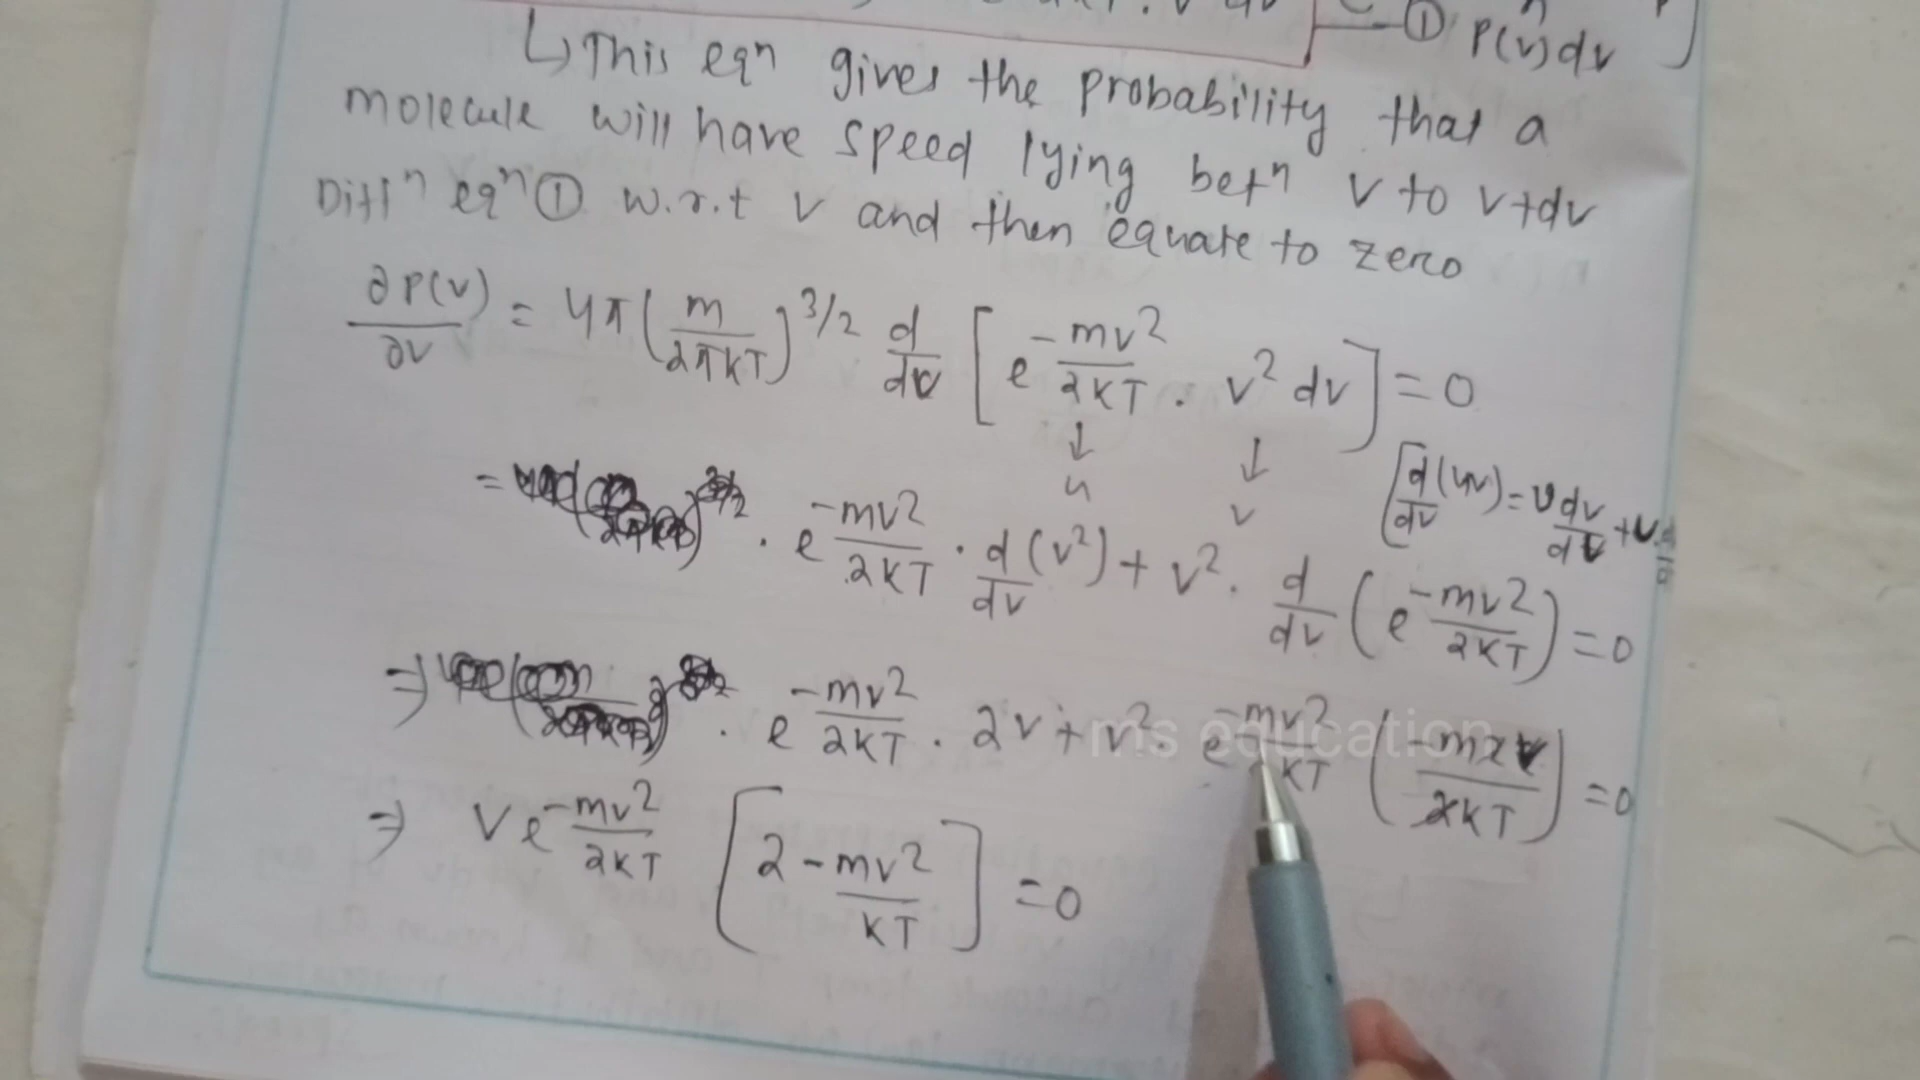 ① P(v)dv
↳ This eqⁿ gives the probability that a
molecule will have speed lying betⁿ v to v+dv
Diffⁿ eqⁿ ① w.r.t v and then equate to zero
∂P(v)/∂v = 4π (m/2πKT)^3/2 d/dv [e^-mv²/2KT . v² dv] = 0
↓ ↓
u v
[d/dv (uv) = u dv/dv + v.
= . e^-mv²/2KT . d/dv (v²) + v² . d/dv (e^-mv²/2KT) = 0
⇒ . e^-mv²/2KT . 2v + v² . e^-mv²/KT (-m2v/2KT) = 0
ms education
⇒ v e^-mv²/2KT [2 - mv²/KT] = 0